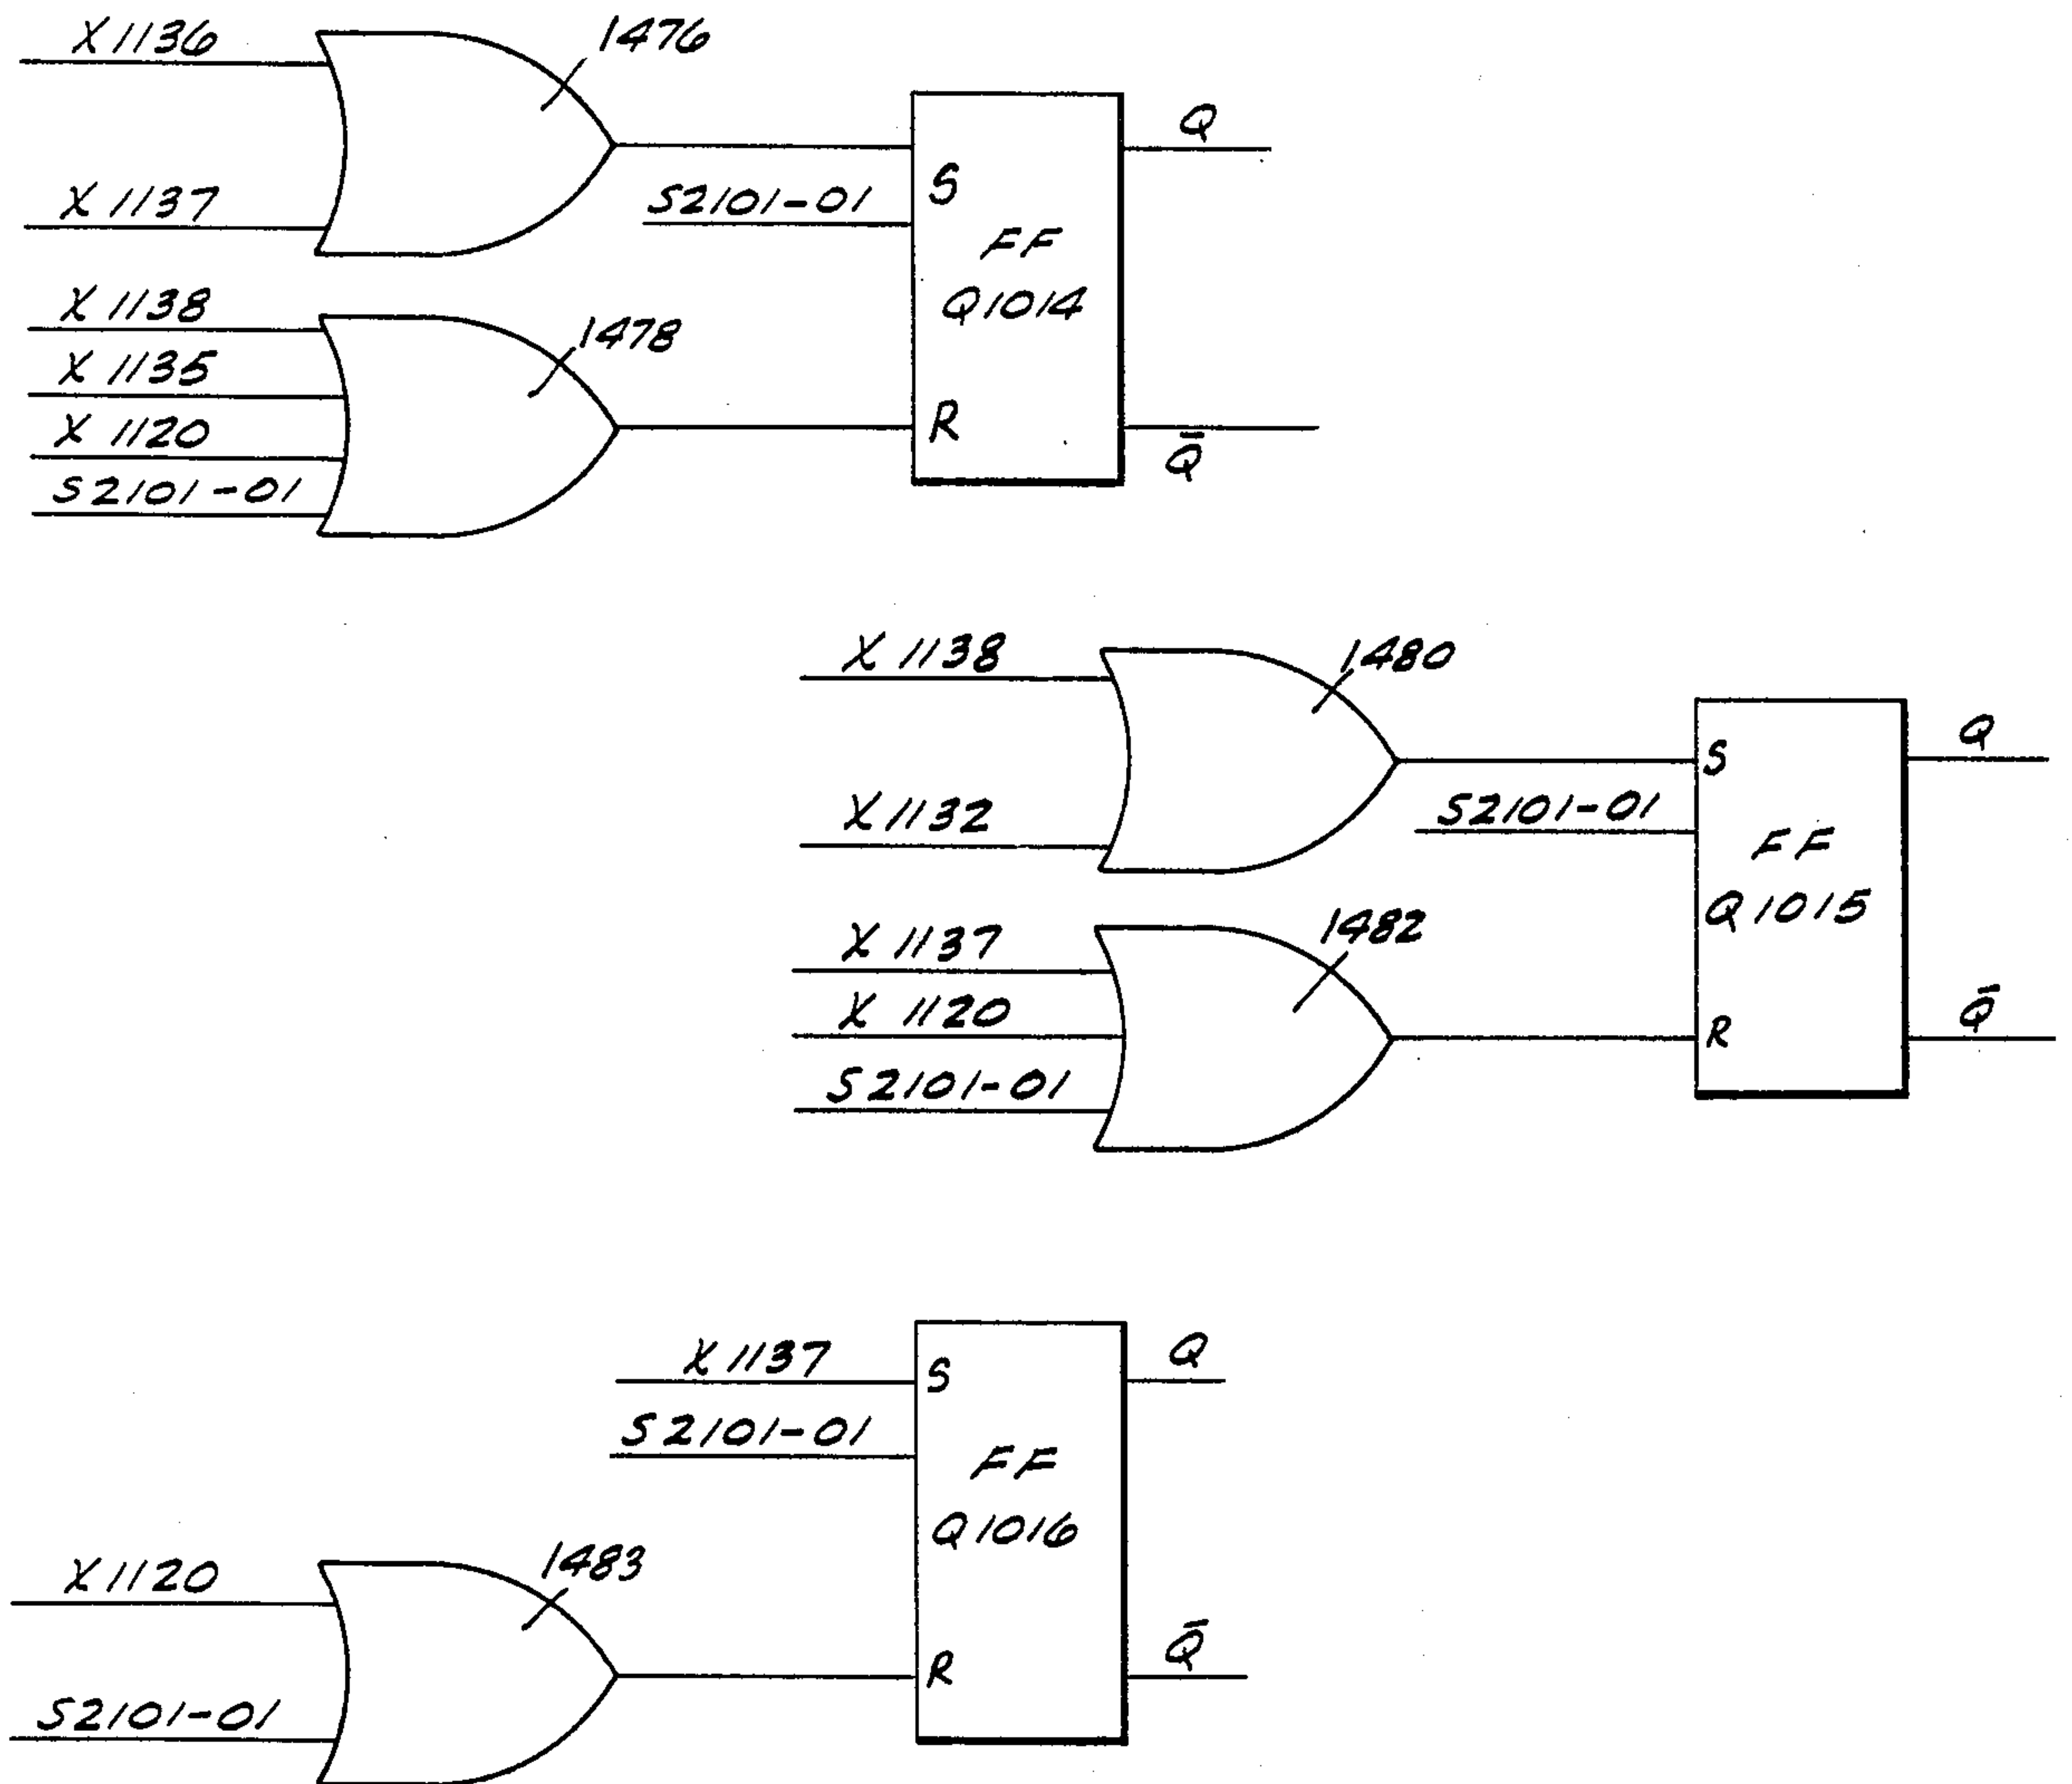 X1136
1476
Q
X1137
S2101-01
S
FF
Q1014
X1138
1478
X1135
X1120
R
Q̄
S2101-01
X1138
1480
Q
S
X1132
S2101-01
FF
Q1015
X1137
1482
X1120
Q̄
R
S2101-01
X1137
S
Q
S2101-01
FF
Q1016
X1120
1483
R
Q̄
S2101-01